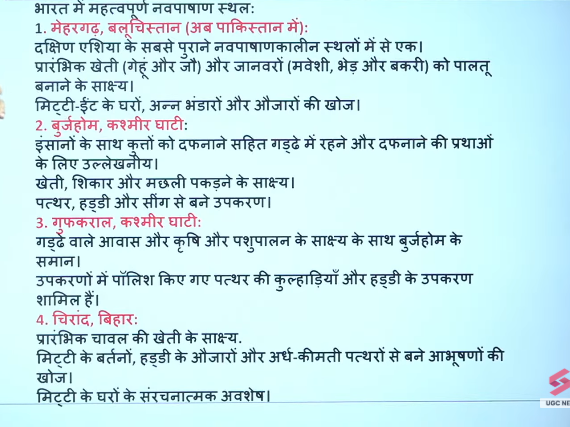 भारत में महत्वपूर्ण नवपाषाण स्थल:
1. मेहरगढ़, बलूचिस्तान (अब पाकिस्तान में):
दक्षिण एशिया के सबसे पुराने नवपाषाणकालीन स्थलों में से एक।
प्रारंभिक खेती (गेहूं और जौ) और जानवरों (मवेशी, भेड़ और बकरी) को पालतू
बनाने के साक्ष्य।
मिट्टी-ईंट के घरों, अन्न भंडारों और औजारों की खोज।
2. बुर्जहोम, कश्मीर घाटी:
इंसानों के साथ कुत्तों को दफनाने सहित गड्ढे में रहने और दफनाने की प्रथाओं
के लिए उल्लेखनीय।
खेती, शिकार और मछली पकड़ने के साक्ष्य।
पत्थर, हड्डी और सींग से बने उपकरण।
3. गुफकराल, कश्मीर घाटी:
गड्ढे वाले आवास और कृषि और पशुपालन के साक्ष्य के साथ बुर्जहोम के
समान।
उपकरणों में पॉलिश किए गए पत्थर की कुल्हाड़ियाँ और हड्डी के उपकरण
शामिल हैं।
4. चिरांद, बिहार:
प्रारंभिक चावल की खेती के साक्ष्य.
मिट्टी के बर्तनों, हड्डी के औजारों और अर्ध-कीमती पत्थरों से बने आभूषणों की
खोज।
मिट्टी के घरों के संरचनात्मक अवशेष।
UGC NE